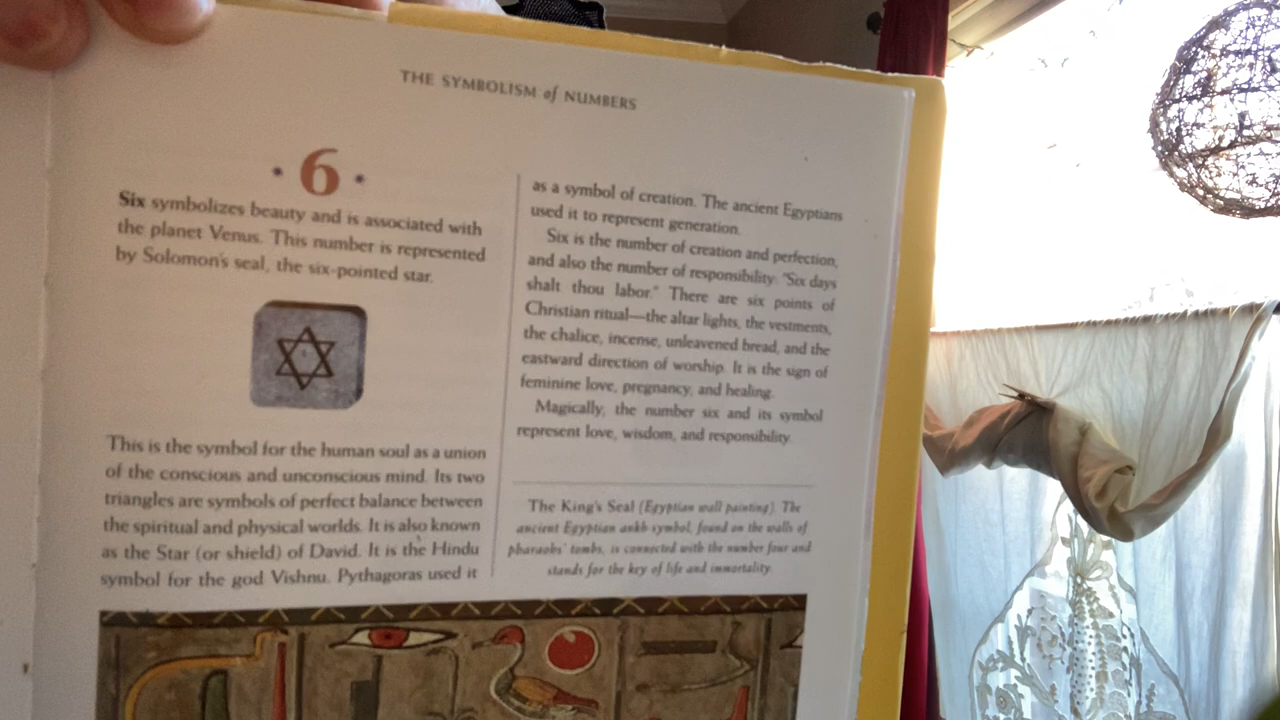 THE SYMBOLISM of NUMBERS
• 6 •
Six symbolizes beauty and is associated with
the planet Venus. This number is represented
by Solomon's seal, the six-pointed star.
This is the symbol for the human soul as a union
of the conscious and unconscious mind. Its two
triangles are symbols of perfect balance between
the spiritual and physical worlds. It is also known
as the Star (or shield) of David. It is the Hindu
symbol for the god Vishnu. Pythagoras used it
as a symbol of creation. The ancient Egyptians
used it to represent generation.
Six is the number of creation and perfection,
and also the number of responsibility: "Six days
shalt thou labor." There are six points of
Christian ritual—the altar lights, the vestments,
the chalice, incense, unleavened bread, and the
eastward direction of worship. It is the sign of
feminine love, pregnancy, and healing.
Magically, the number six and its symbol
represent love, wisdom, and responsibility.
The King's Seal (Egyptian wall painting). The
ancient Egyptian ankh symbol, found on the walls of
pharaohs' tombs, is connected with the number four and
stands for the key of life and immortality.